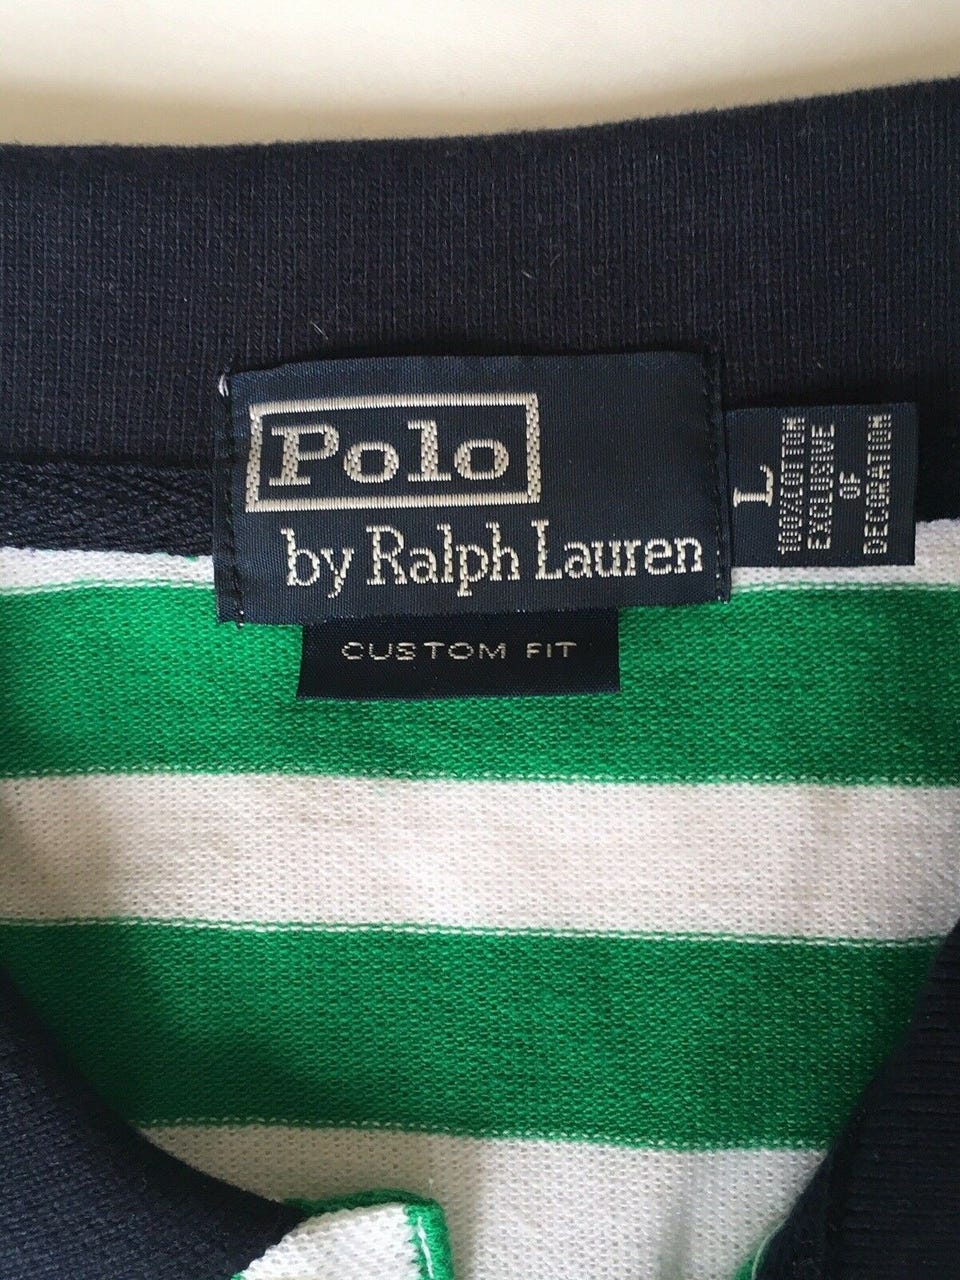 Polo
by Ralph Lauren
CUSTOM FIT
L
100%COTTON
EXCLUSIVE
OF
DECORATION